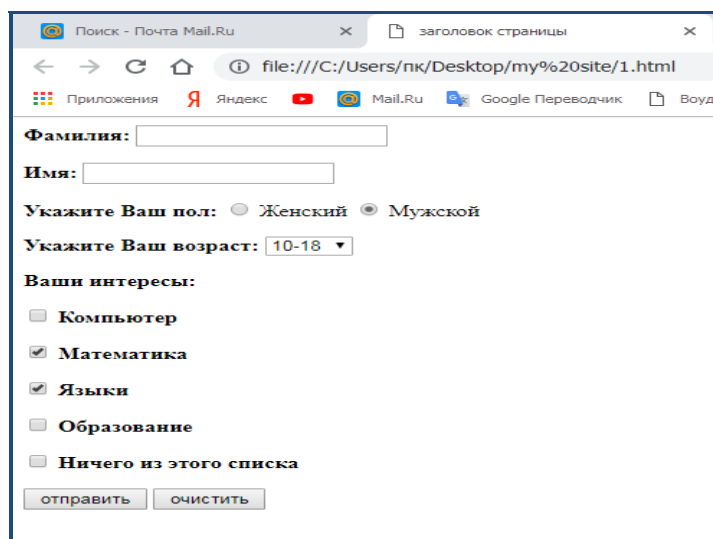 Поиск - Почта Mail.Ru × заголовок страницы ×
file:///C:/Users/пк/Desktop/my%20site/1.html
Приложения Я Яндекс Mail.Ru Google Переводчик Воуд
Фамилия:
Имя:
Укажите Ваш пол: Женский Мужской
Укажите Ваш возраст: 10-18
Ваши интересы:
Компьютер
Математика
Языки
Образование
Ничего из этого списка
отправить очистить